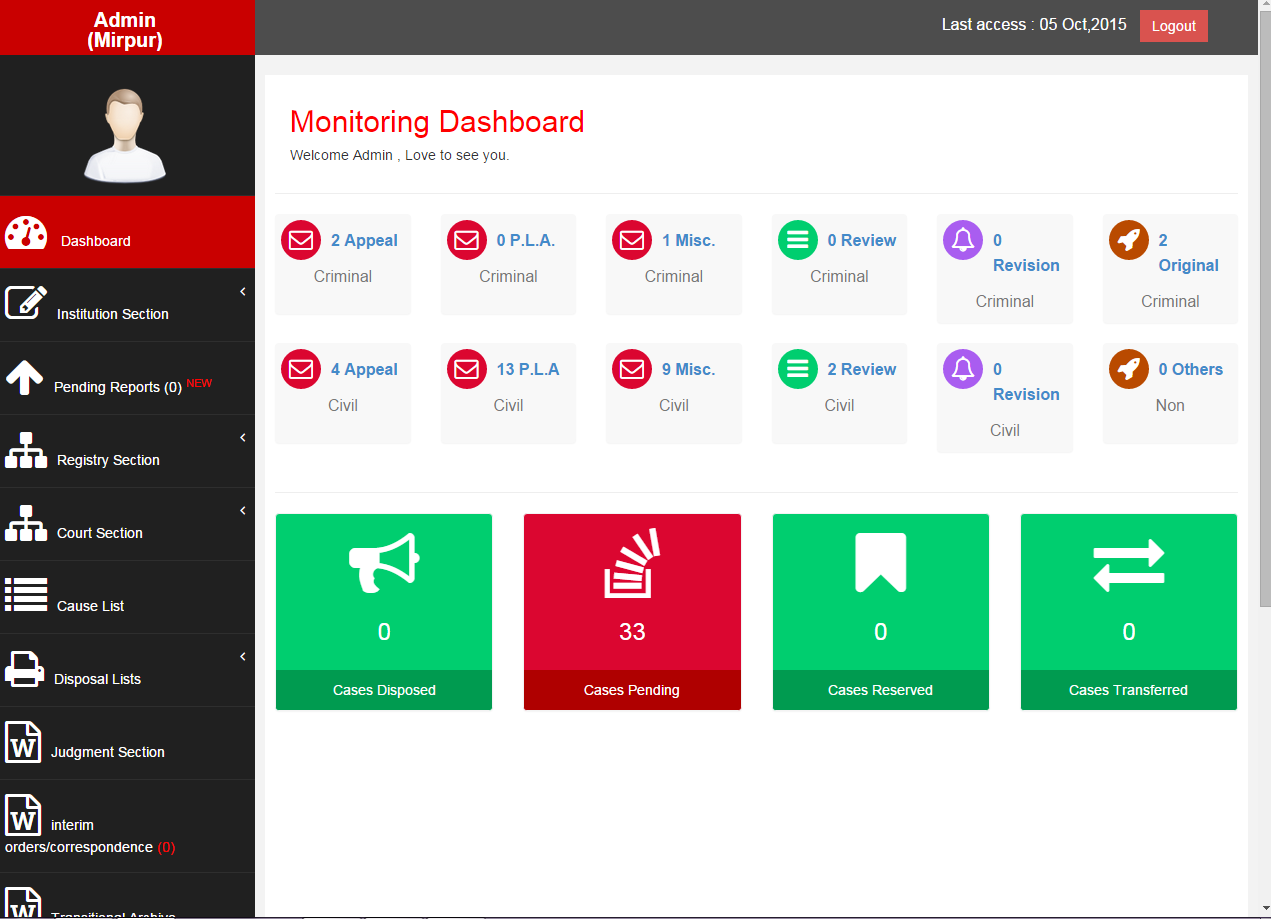 Admin
(Mirpur)
Last access : 05 Oct,2015
Logout
Dashboard
Institution Section
Pending Reports (0) NEW
Registry Section
Court Section
Cause List
Disposal Lists
Judgment Section
interim
orders/correspondence (0)
Transitional Archive
Monitoring Dashboard
Welcome Admin , Love to see you.
2 Appeal
Criminal
0 P.L.A.
Criminal
1 Misc.
Criminal
0 Review
Criminal
0
Revision
Criminal
2
Original
Criminal
4 Appeal
Civil
13 P.L.A
Civil
9 Misc.
Civil
2 Review
Civil
0
Revision
Civil
0 Others
Non
0
Cases Disposed
33
Cases Pending
0
Cases Reserved
0
Cases Transferred